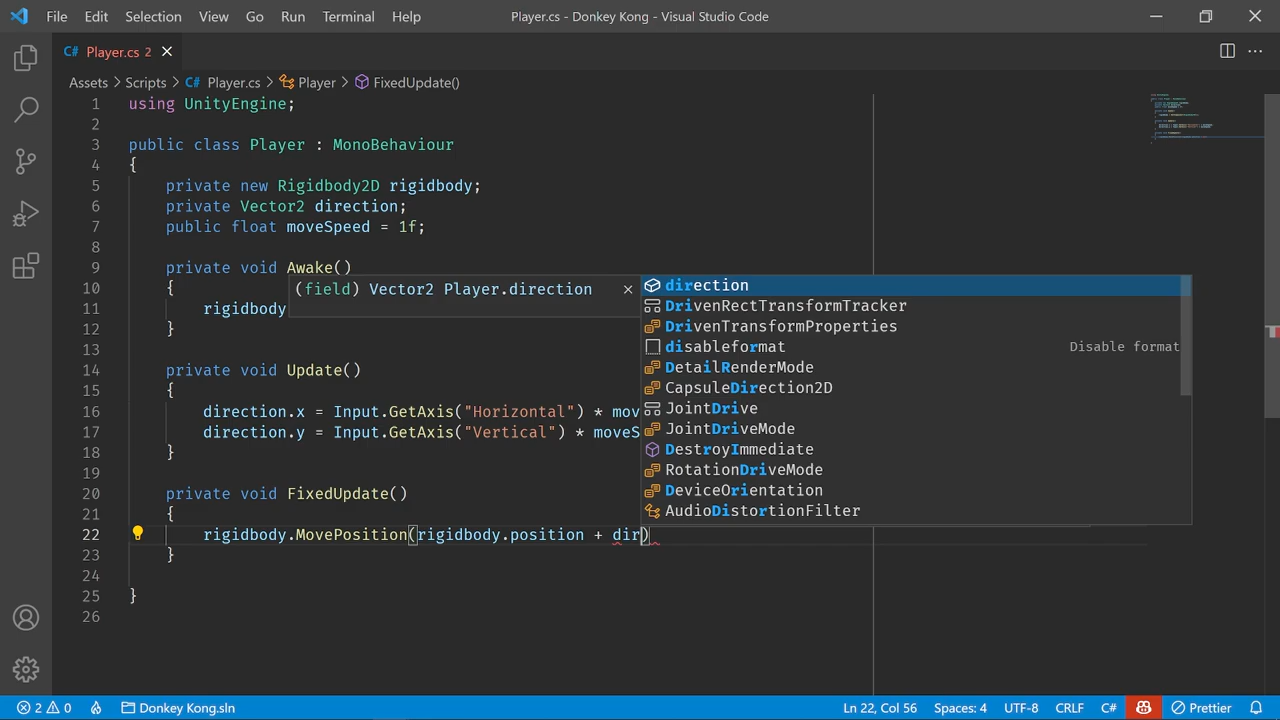 File Edit Selection View Go Run Terminal Help Player.cs - Donkey Kong - Visual Studio Code
C# Player.cs 2
Assets > Scripts > C# Player.cs > Player > FixedUpdate()
1 using UnityEngine;
2
3 public class Player : MonoBehaviour
4 {
5 private new Rigidbody2D rigidbody;
6 private Vector2 direction;
7 public float moveSpeed = 1f;
8
9 private void Awake()
10 {
11 rigidbody
12 }
13
14 private void Update()
15 {
16 direction.x = Input.GetAxis("Horizontal") * mov
17 direction.y = Input.GetAxis("Vertical") * moveS
18 }
19
20 private void FixedUpdate()
21 {
22 rigidbody.MovePosition(rigidbody.position + dir)
23 }
24
25 }
26
(field) Vector2 Player.direction
direction
DrivenRectTransformTracker
DrivenTransformProperties
disableformat Disable format
DetailRenderMode
CapsuleDirection2D
JointDrive
JointDriveMode
DestroyImmediate
RotationDriveMode
DeviceOrientation
AudioDistortionFilter
2 0 Donkey Kong.sln Ln 22, Col 56 Spaces: 4 UTF-8 CRLF C# Prettier